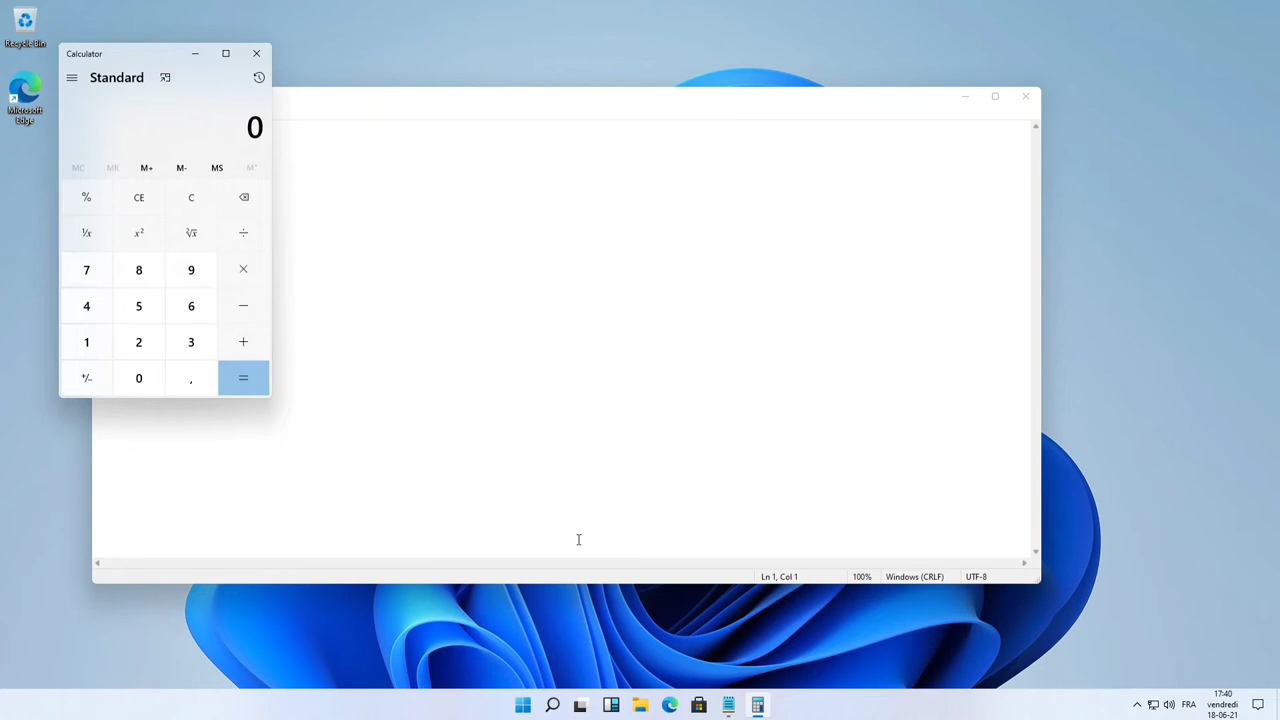 Recycle Bin
Microsoft
Edge
Calculator
Standard
0
MC MR M+ M- MS M˅
% CE C
¹/x x² ²√x ÷
7 8 9 ×
4 5 6 −
1 2 3 +
+/− 0 , =
Ln 1, Col 1 100% Windows (CRLF) UTF-8
FRA
17:40
vendredi
18-06-21